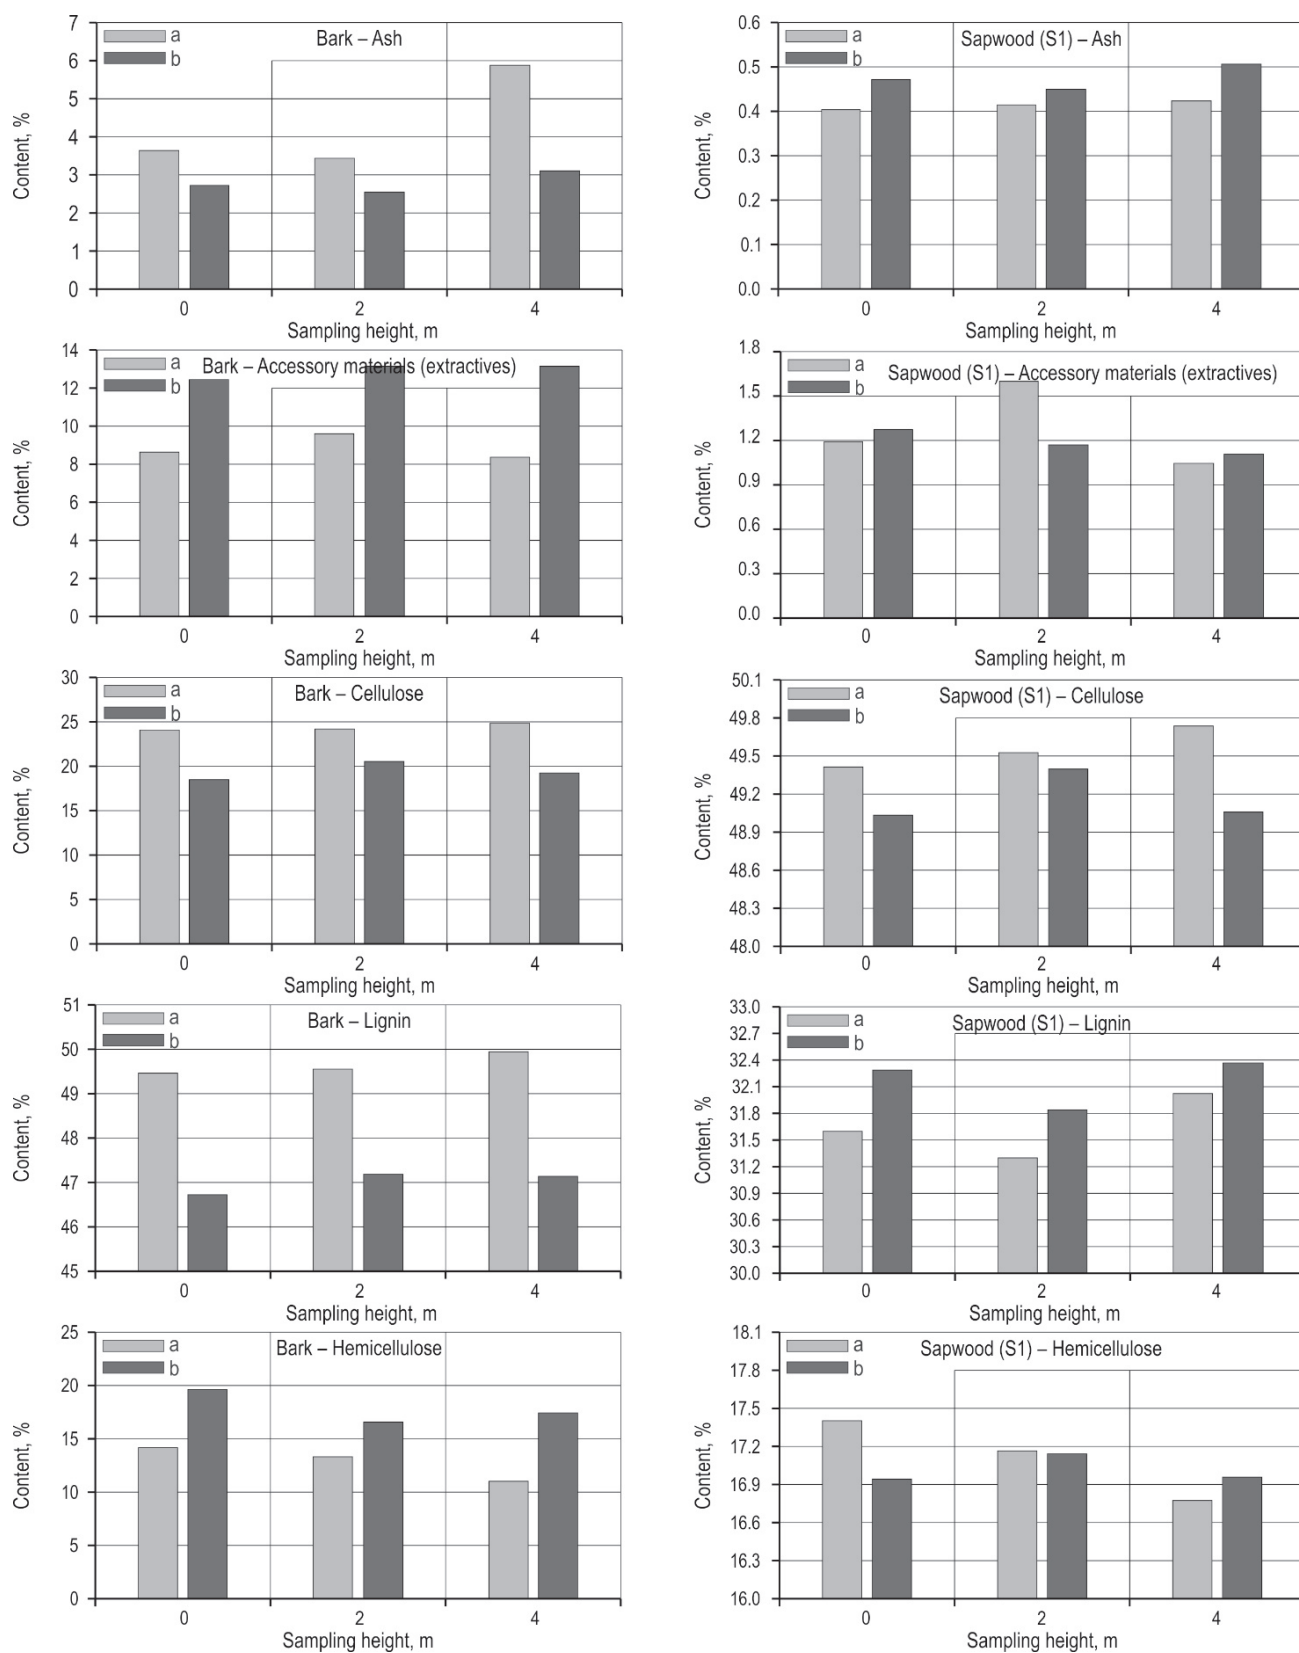 Bark – Ash
a
b
Content, %
7
6
5
4
3
2
1
0
0 2 4
Sampling height, m
Sapwood (S1) – Ash
a
b
Content, %
0.6
0.5
0.4
0.3
0.2
0.1
0.0
0 2 4
Sampling height, m
Bark – Accessory materials (extractives)
a
b
Content, %
14
12
10
8
6
4
2
0
0 2 4
Sampling height, m
Sapwood (S1) – Accessory materials (extractives)
a
b
Content, %
1.8
1.5
1.2
0.9
0.6
0.3
0.0
0 2 4
Sampling height, m
Bark – Cellulose
a
b
Content, %
30
25
20
15
10
5
0
0 2 4
Sampling height, m
Sapwood (S1) – Cellulose
a
b
Content, %
50.1
49.8
49.5
49.2
48.9
48.6
48.3
48.0
0 2 4
Sampling height, m
Bark – Lignin
a
b
Content, %
51
50
49
48
47
46
45
0 2 4
Sampling height, m
Sapwood (S1) – Lignin
a
b
Content, %
33.0
32.7
32.4
32.1
31.8
31.5
31.2
30.9
30.6
30.3
30.0
0 2 4
Sampling height, m
Bark – Hemicellulose
a
b
Content, %
25
20
15
10
5
0
0 2 4
Sampling height, m
Sapwood (S1) – Hemicellulose
a
b
Content, %
18.1
17.8
17.5
17.2
16.9
16.6
16.3
16.0
0 2 4
Sampling height, m